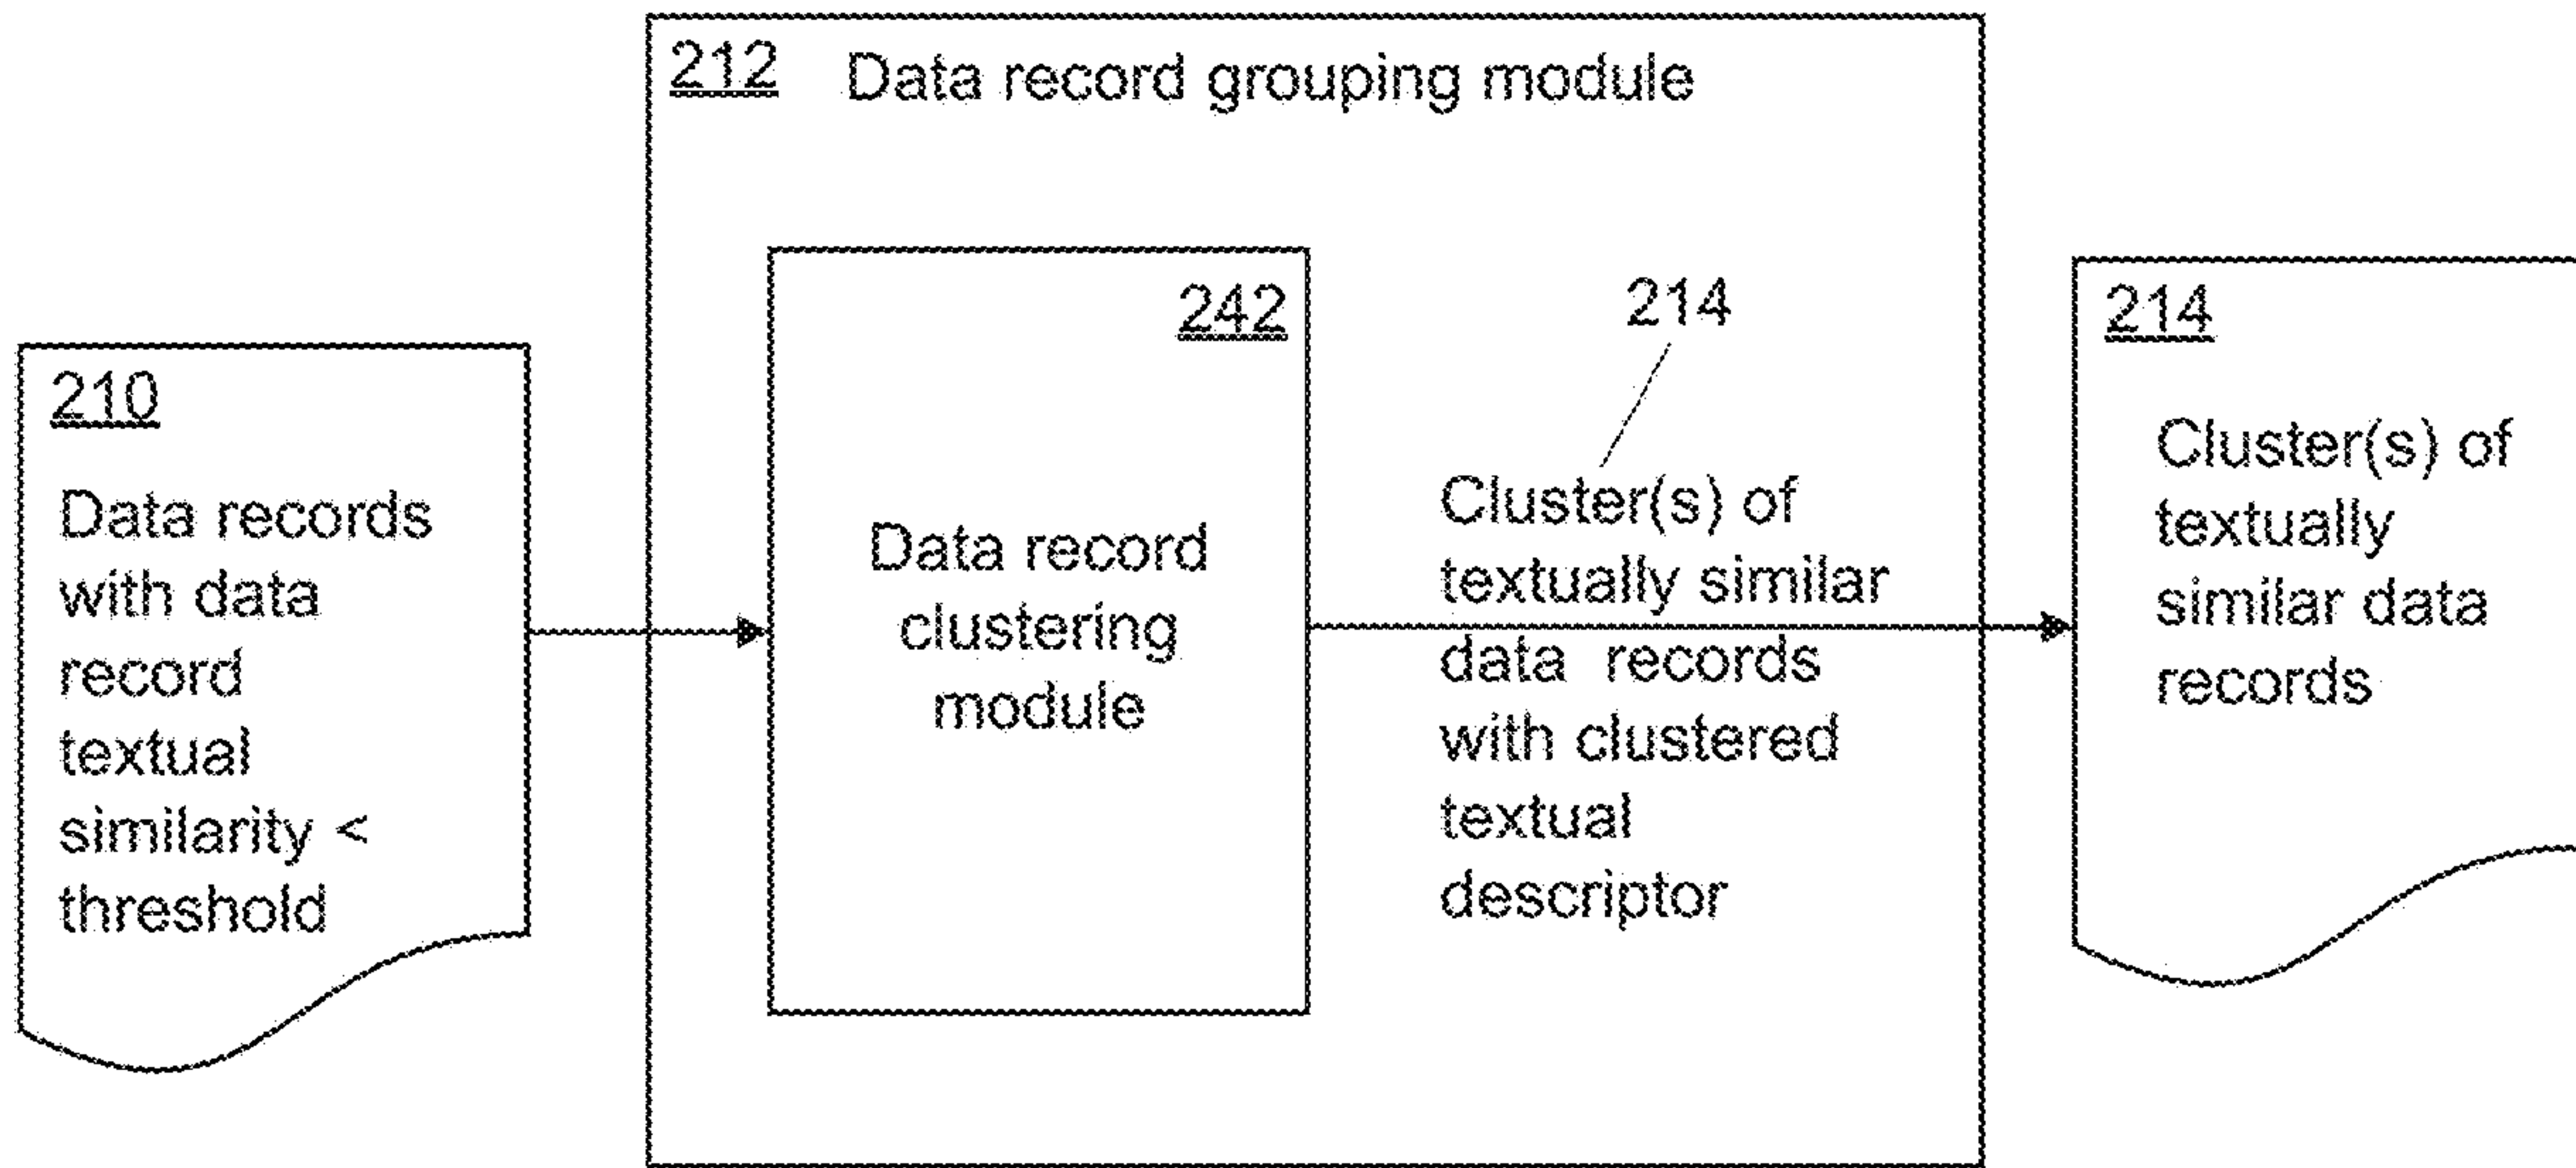 212 Data record grouping module
210
Data records
with data
record
textual
similarity <
threshold
242
Data record
clustering
module
214
Cluster(s) of
textually similar
data records
with clustered
textual
descriptor
214
Cluster(s) of
textually
similar data
records